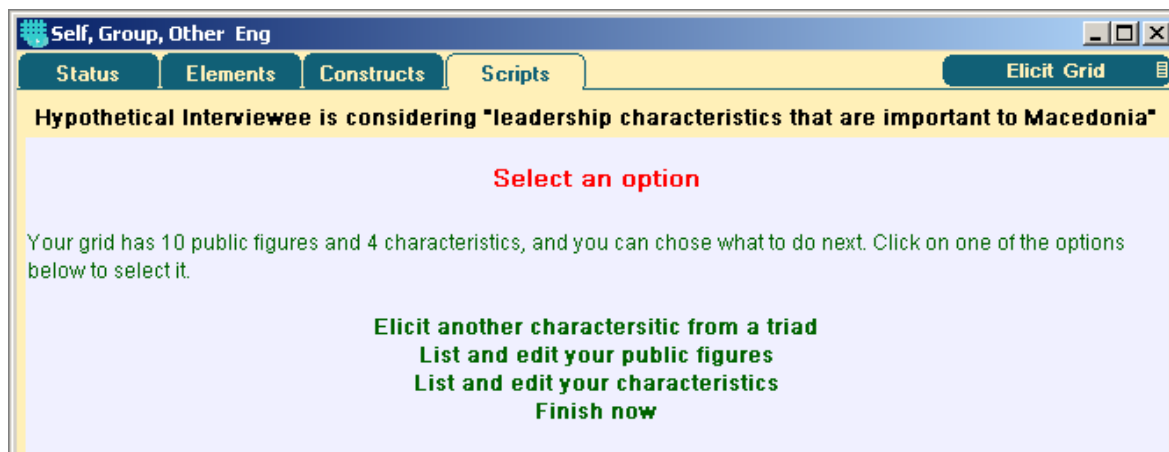 Self, Group, Other Eng
Status Elements Constructs Scripts Elicit Grid
Hypothetical Interviewee is considering "leadership characteristics that are important to Macedonia"
Select an option
Your grid has 10 public figures and 4 characteristics, and you can chose what to do next. Click on one of the options
below to select it.
Elicit another charactersitic from a triad
List and edit your public figures
List and edit your characteristics
Finish now